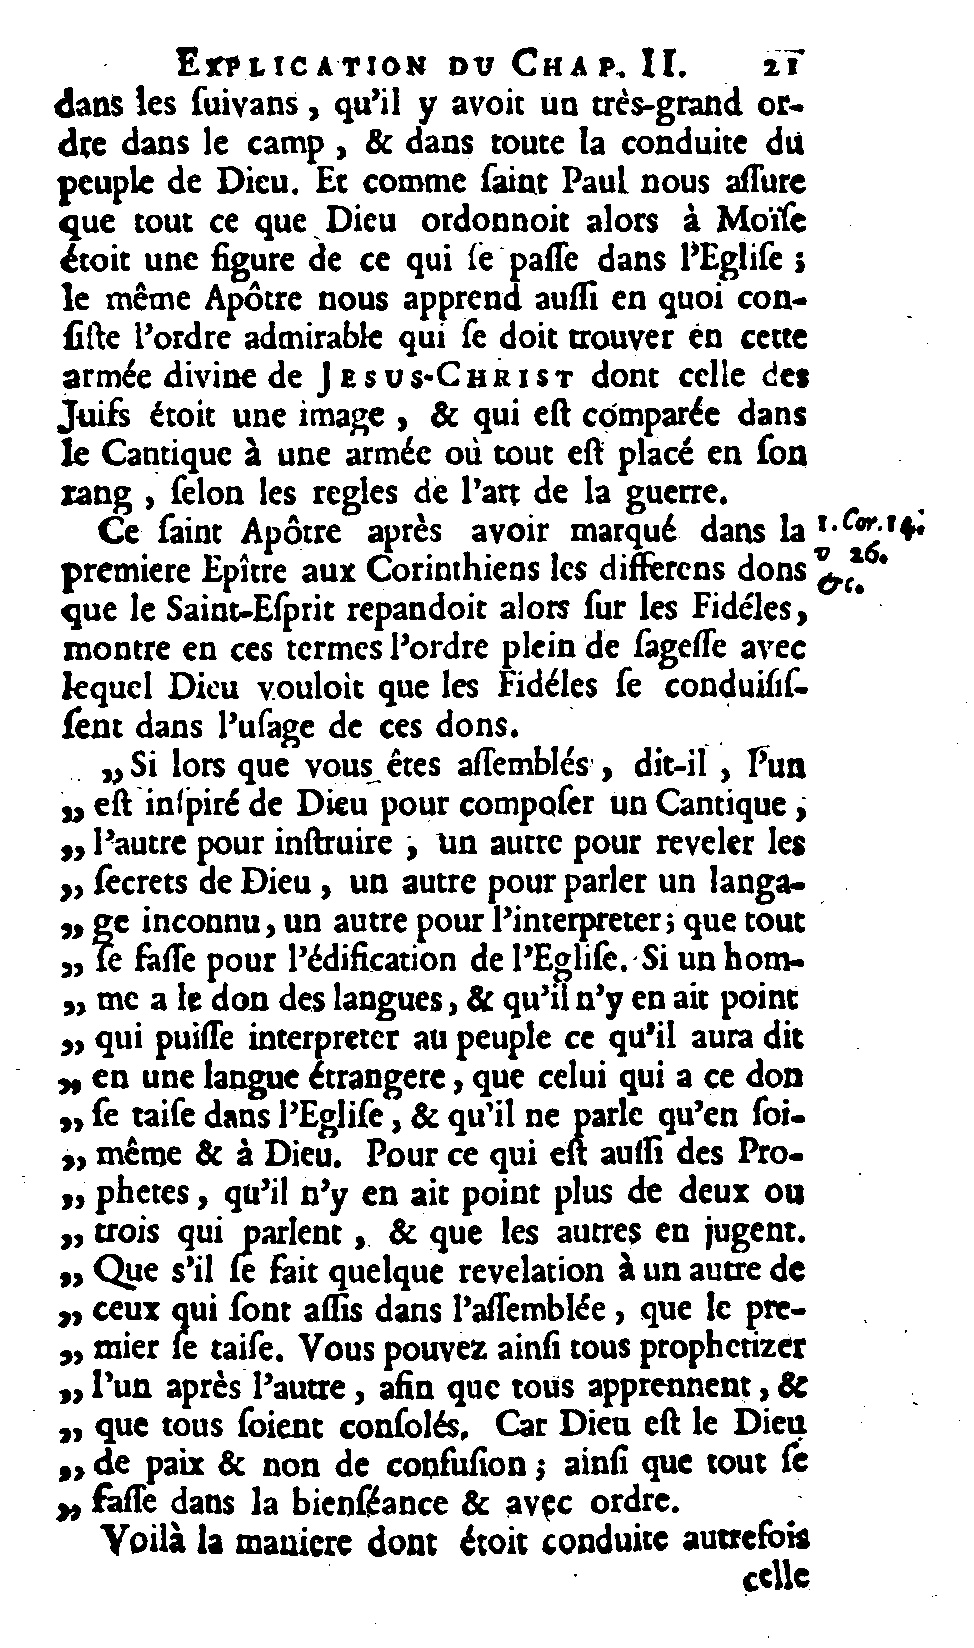 EXPLICATION DU CHAP. II. 21
dans les ſuivans, qu'il y avoit un très-grand or-
dre dans le camp, & dans toute la conduite du
peuple de Dieu. Et comme ſaint Paul nous aſſure
que tout ce que Dieu ordonnoit alors à Moïſe
étoit une figure de ce qui ſe paſſe dans l'Egliſe;
le même Apôtre nous apprend auſſi en quoi con-
ſiſte l'ordre admirable qui ſe doit trouver en cette
armée divine de JESUS-CHRIST dont celle des
Juifs étoit une image, & qui eſt comparée dans
le Cantique à une armée où tout eſt placé en ſon
rang, ſelon les regles de l'art de la guerre.
Ce ſaint Apôtre après avoir marqué dans la
1. Cor. 14.
v 26.
&c.
premiere Epître aux Corinthiens les differens dons
que le Saint-Eſprit repandoit alors ſur les Fidéles,
montre en ces termes l'ordre plein de ſageſſe avec
lequel Dieu vouloit que les Fidéles ſe conduiſiſ-
ſent dans l'uſage de ces dons.
„ Si lors que vous êtes aſſemblés, dit-il, l'un
„ eſt inſpiré de Dieu pour compoſer un Cantique,
„ l'autre pour inſtruire, un autre pour reveler les
„ ſecrets de Dieu, un autre pour parler un langa-
„ ge inconnu, un autre pour l'interpreter; que tout
„ ſe faſſe pour l'édification de l'Egliſe. Si un hom-
„ me a le don des langues, & qu'il n'y en ait point
„ qui puiſſe interpreter au peuple ce qu'il aura dit
„ en une langue étrangere, que celui qui a ce don
„ ſe taiſe dans l'Egliſe, & qu'il ne parle qu'en ſoi-
„ même & à Dieu. Pour ce qui eſt auſſi des Pro-
„ phetes, qu'il n'y en ait point plus de deux ou
„ trois qui parlent, & que les autres en jugent.
„ Que s'il ſe fait quelque revelation à un autre de
„ ceux qui ſont aſſis dans l'aſſemblée, que le pre-
„ mier ſe taiſe. Vous pouvez ainſi tous prophetizer
„ l'un après l'autre, afin que tous apprennent, &
„ que tous ſoient conſolés. Car Dieu eſt le Dieu
„ de paix & non de confuſion; ainſi que tout ſe
„ faſſe dans la bienſéance & avec ordre.
Voilà la maniere dont étoit conduite autrefois
celle